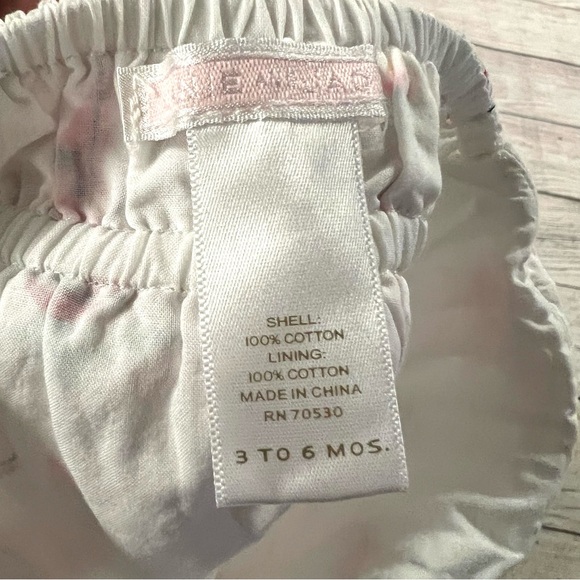 SHELL:
100% COTTON
LINING:
100% COTTON
MADE IN CHINA
RN 70530
3 TO 6 MOS.